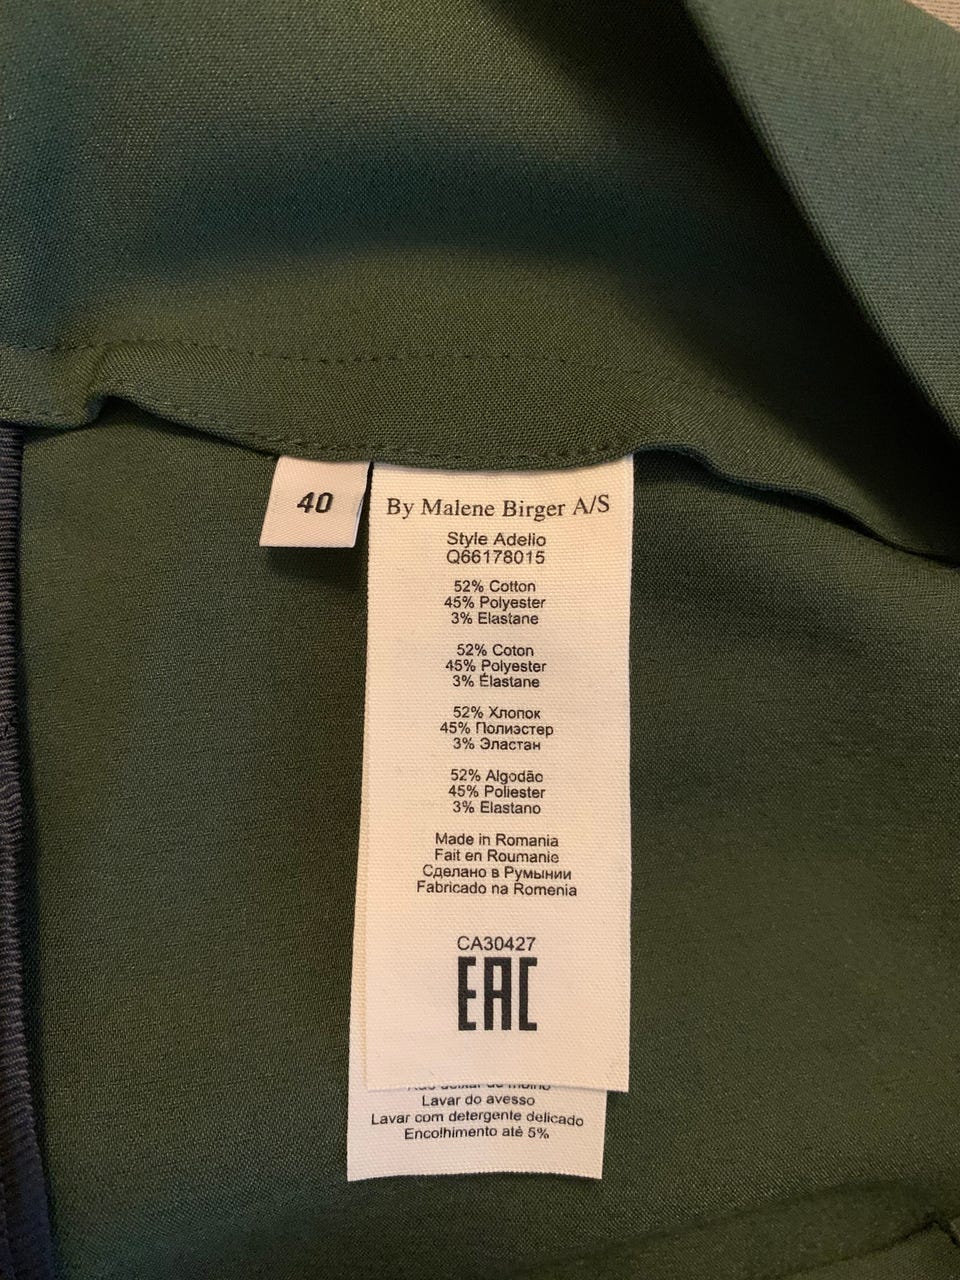 40
By Malene Birger A/S
Style Adelio
Q66178015
52% Cotton
45% Polyester
3% Elastane
52% Coton
45% Polyester
3% Élastane
52% Хлопок
45% Полиэстер
3% Эластан
52% Algodão
45% Poliester
3% Elastano
Made in Romania
Fait en Roumanie
Сделано в Румынии
Fabricado na Romenia
CA30427
EAC
Lavar do avesso
Lavar com detergente delicado
Encolhimento até 5%